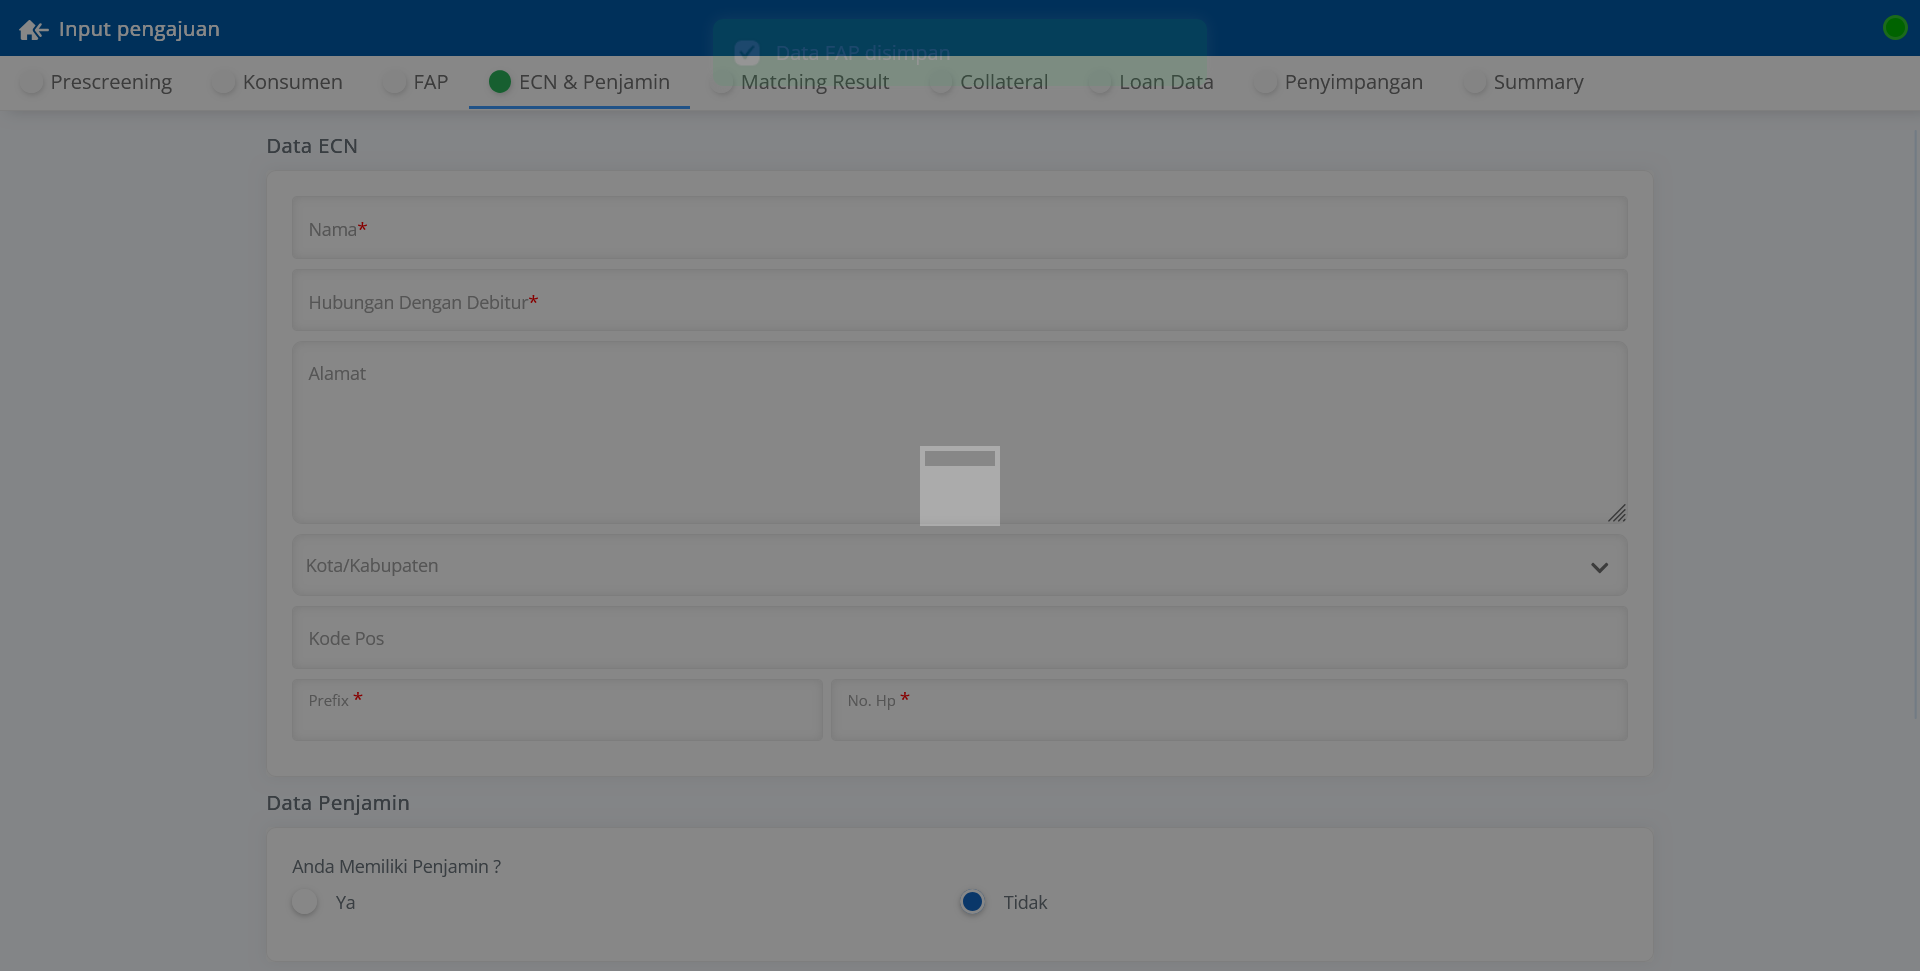 Input pengajuan
Data FAP disimpan
Prescreening Konsumen FAP ECN & Penjamin Matching Result Collateral Loan Data Penyimpangan Summary
Data ECN
Nama*
Hubungan Dengan Debitur*
Alamat
Kota/Kabupaten
Kode Pos
Prefix * No. Hp *
Data Penjamin
Anda Memiliki Penjamin ?
Ya Tidak